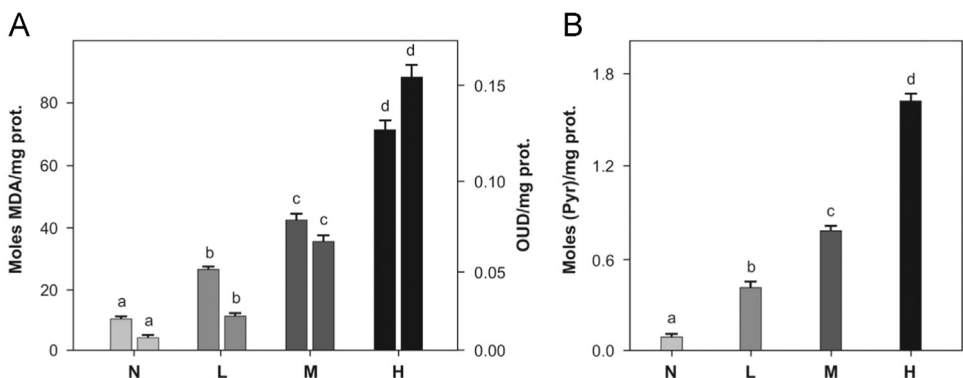 A
B
Moles MDA/mg prot.
80
60
40
20
0
a
a
b
b
c
c
d
d
N
L
M
H
0.15
0.10
0.05
0.00
OUD/mg prot.
Moles (Pyr)/mg prot.
1.8
1.2
0.6
0.0
a
b
c
d
N
L
M
H